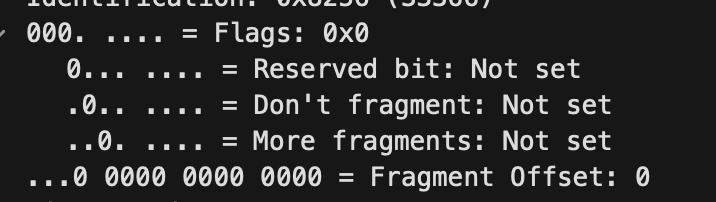 000. .... = Flags: 0x0
0... .... = Reserved bit: Not set
.0.. .... = Don't fragment: Not set
..0. .... = More fragments: Not set
...0 0000 0000 0000 = Fragment Offset: 0